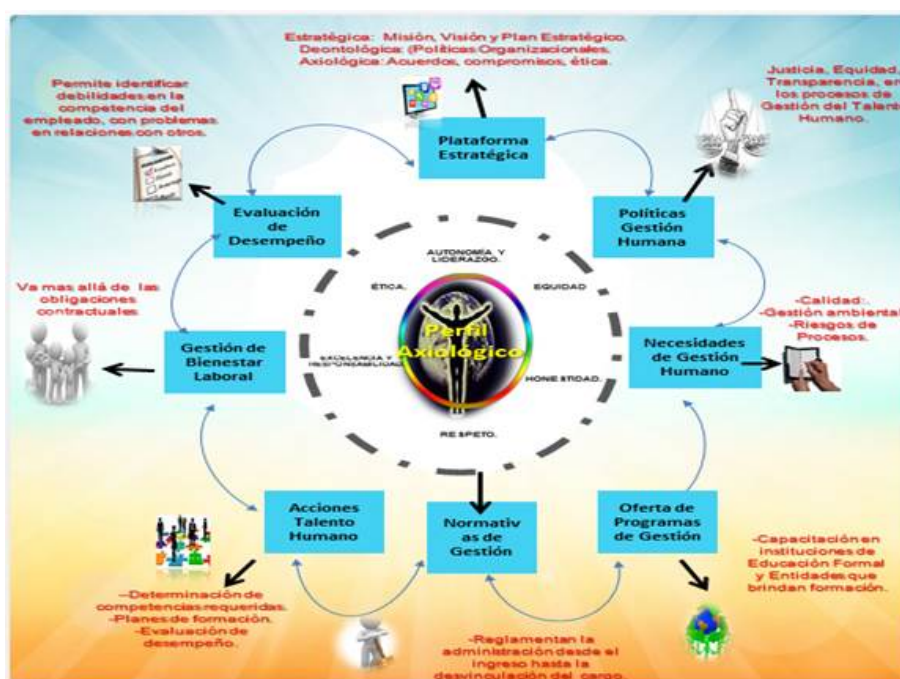 Estratégica: Misión, Visión y Plan Estratégico.
Deontológica: (Políticas Organizacionales.
Axiológica: Acuerdos, compromisos, ética.
Permite identificar
debilidades en la
competencia del
empleado, con problemas
en relaciones con otros.
Justicia, Equidad,
Transparencia, en
los procesos de
Gestión del Talento
Humano.
Plataforma
Estratégica
Evaluación
de
Desempeño
Políticas
Gestión
Humana
AUTONOMÍA Y
LIDERAZGO.
ÉTICA.
EQUIDAD
Va mas allá de las
obligaciones
contractuales
-Calidad:.
-Gestión ambiental
-Riesgos de
Procesos.
Perfil
Axiológico
Gestión de
Bienestar
Laboral
EXCELENCIA Y
RESPONSABILIDAD
Necesidades
de Gestión
Humano
HONESTIDAD.
RESPETO.
Acciones
Talento
Humano
Normativ
as de
Gestión
Oferta de
Programas
de Gestión
-Capacitación en
instituciones de
Educación Formal
y Entidades que
brindan formación.
--Determinación de
competencias requeridas.
-Planes de formación.
-Evaluación de
desempeño.
-Reglamentan la
administración desde el
ingreso hasta la
desvinculación del cargo.